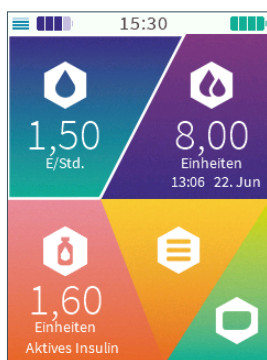 15:30
1,50
E/Std.
8,00
Einheiten
13:06 22. Jun
1,60
Einheiten
Aktives Insulin